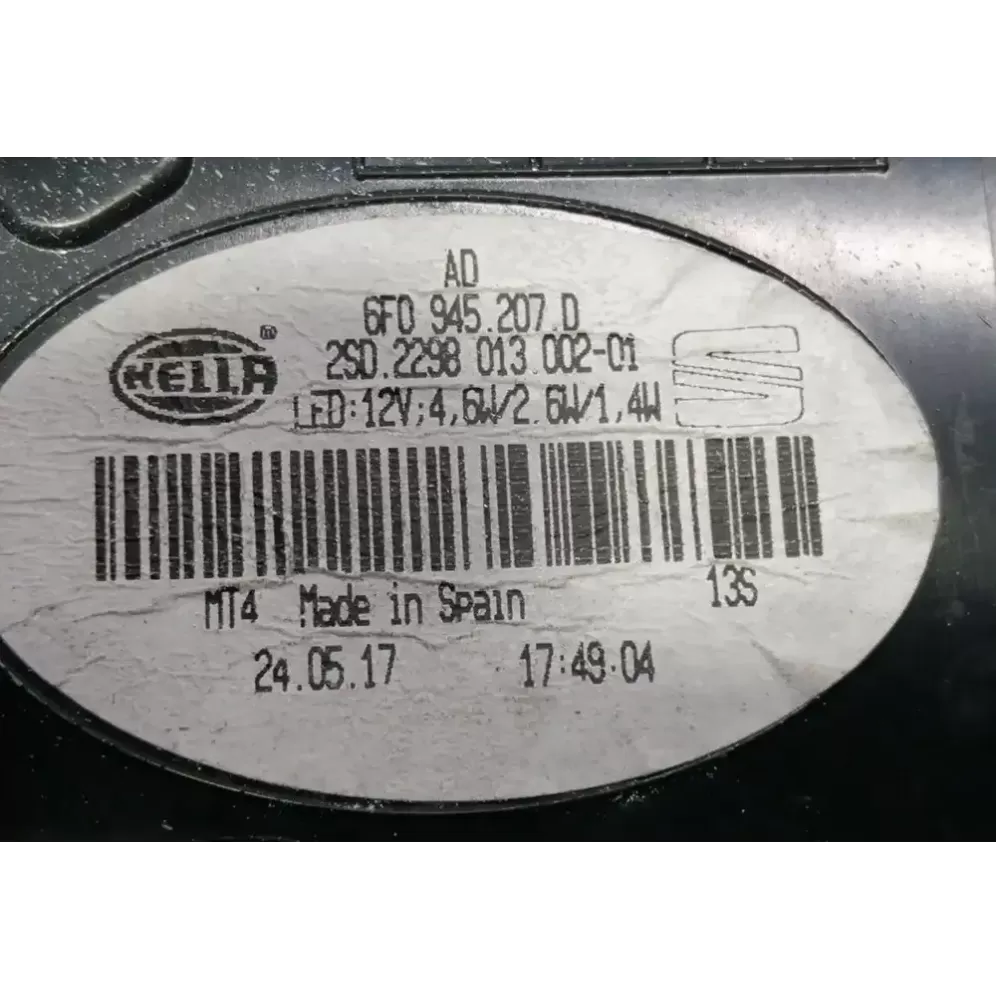 AD
6F0 945.207.D
HELLA ®
2SD.2298 013 002-01
LED:12V;4,6W/2.6W/1,4W
MT4 Made in Spain 13S
24.05.17 17:49:04